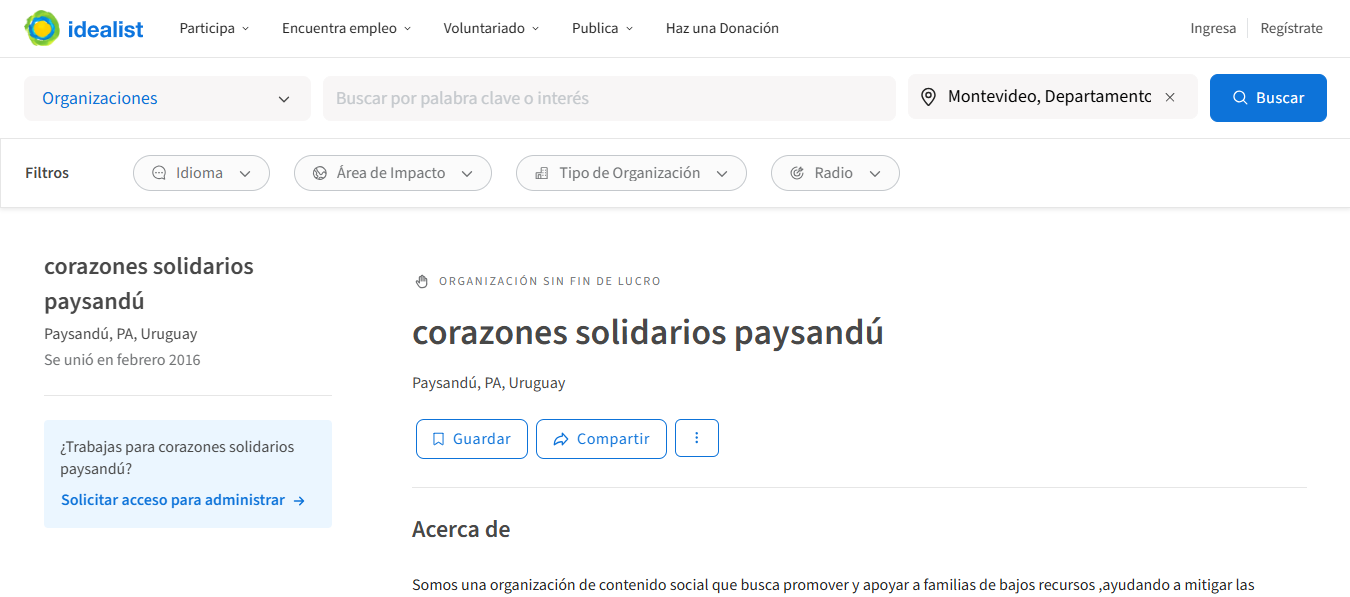 idealist Participa Encuentra empleo Voluntariado Publica Haz una Donación Ingresa Regístrate
Organizaciones Buscar por palabra clave o interés Montevideo, Departamento Buscar
Filtros Idioma Área de Impacto Tipo de Organización Radio
corazones solidarios
paysandú
Paysandú, PA, Uruguay
Se unió en febrero 2016
¿Trabajas para corazones solidarios
paysandú?
Solicitar acceso para administrar →
ORGANIZACIÓN SIN FIN DE LUCRO
corazones solidarios paysandú
Paysandú, PA, Uruguay
Guardar Compartir
Acerca de
Somos una organización de contenido social que busca promover y apoyar a familias de bajos recursos ,ayudando a mitigar las